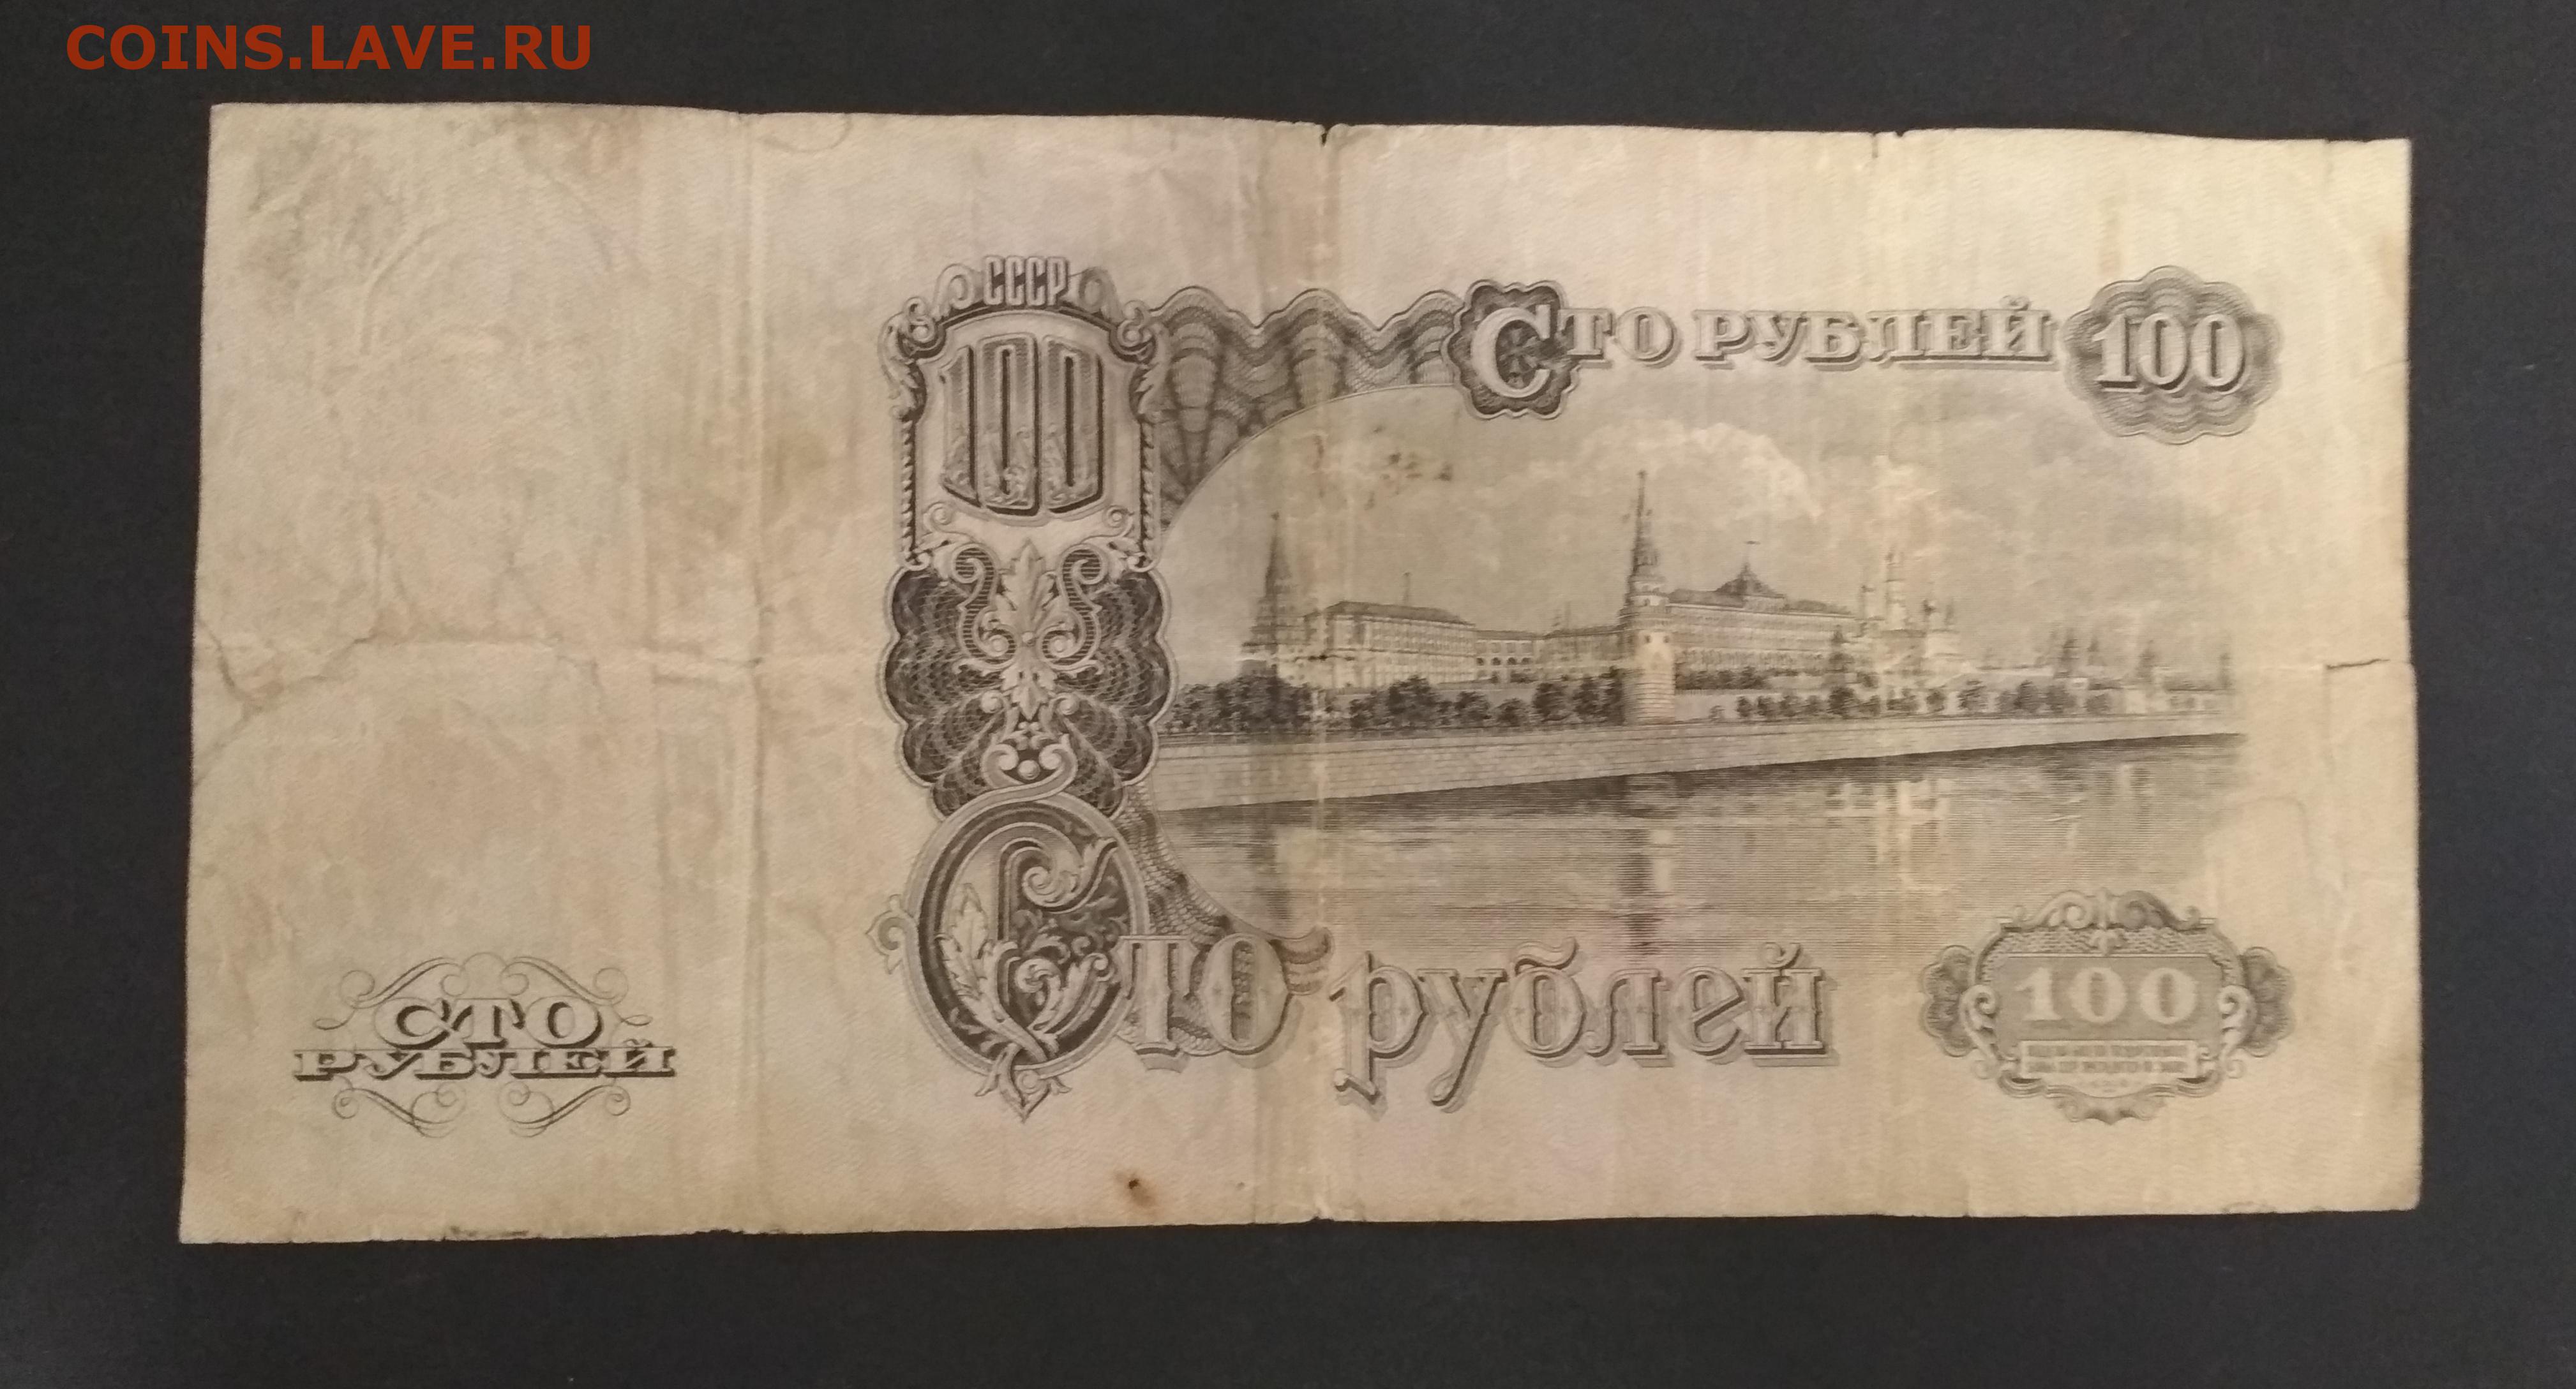 COINS.LAVE.RU
СССР
100
Сто рублей
100
СТО
РУБЛЕЙ
Сто рублей
100